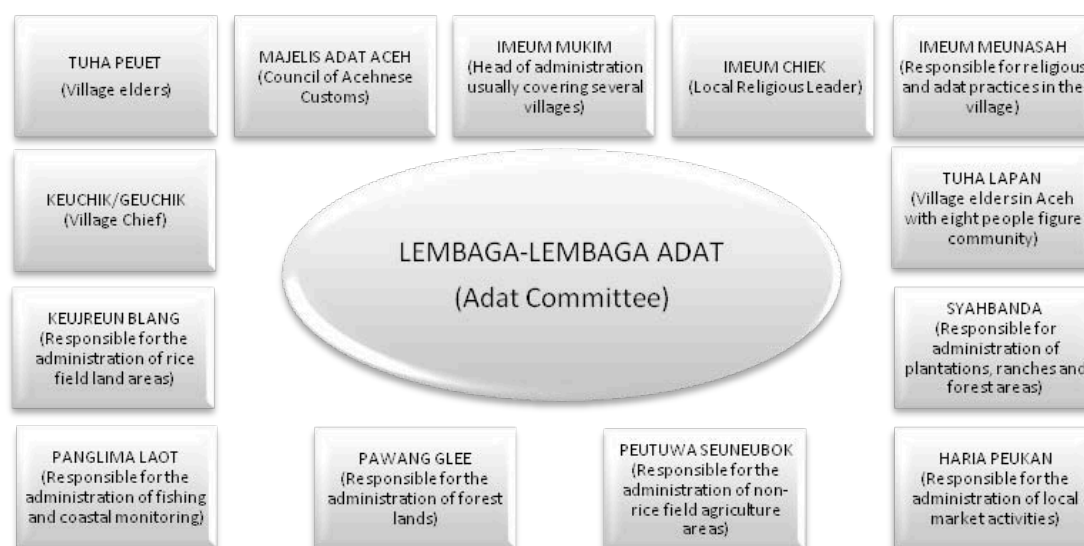 TUHA PEUET
(Village elders)
MAJELIS ADAT ACEH
(Council of Acehnese
Customs)
IMEUM MUKIM
(Head of administration
usually covering several
villages)
IMEUM CHIEK
(Local Religious Leader)
IMEUM MEUNASAH
(Responsible for religious
and adat practices in the
village)
KEUCHIK/GEUCHIK
(Village Chief)
TUHA LAPAN
(Village eldersin Aceh
with eight people figure
community)
LEMBAGA-LEMBAGA ADAT
(Adat Committee)
KEUJREUN BLANG
(Responsible for the
administration of rice
field land areas)
SYAHBANDA
(Responsible for
administration of
plantations, ranches and
forest areas)
PANGLIMA LAOT
(Responsible for the
administration of fishing
and coastal monitoring)
PAWANG GLEE
(Responsible for the
administration of forest
lands)
PEUTUWA SEUNEUBOK
(Responsible for the
administration of non-
rice field agriculture
areas)
HARIA PEUKAN
(Responsible for the
administration of local
market activities)